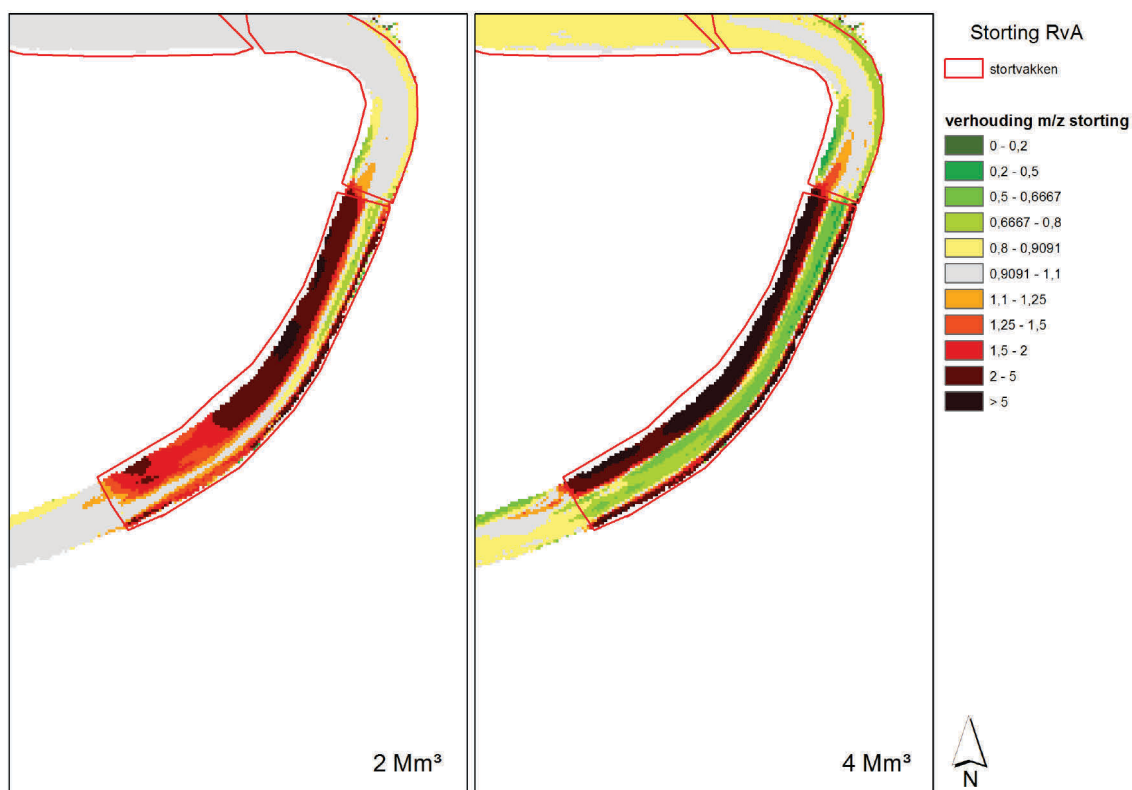 2 Mm³
4 Mm³
Storting RvA
stortvakken
verhouding m/z storting
0 - 0,2
0,2 - 0,5
0,5 - 0,6667
0,6667 - 0,8
0,8 - 0,9091
0,9091 - 1,1
1,1 - 1,25
1,25 - 1,5
1,5 - 2
2 - 5
> 5
N